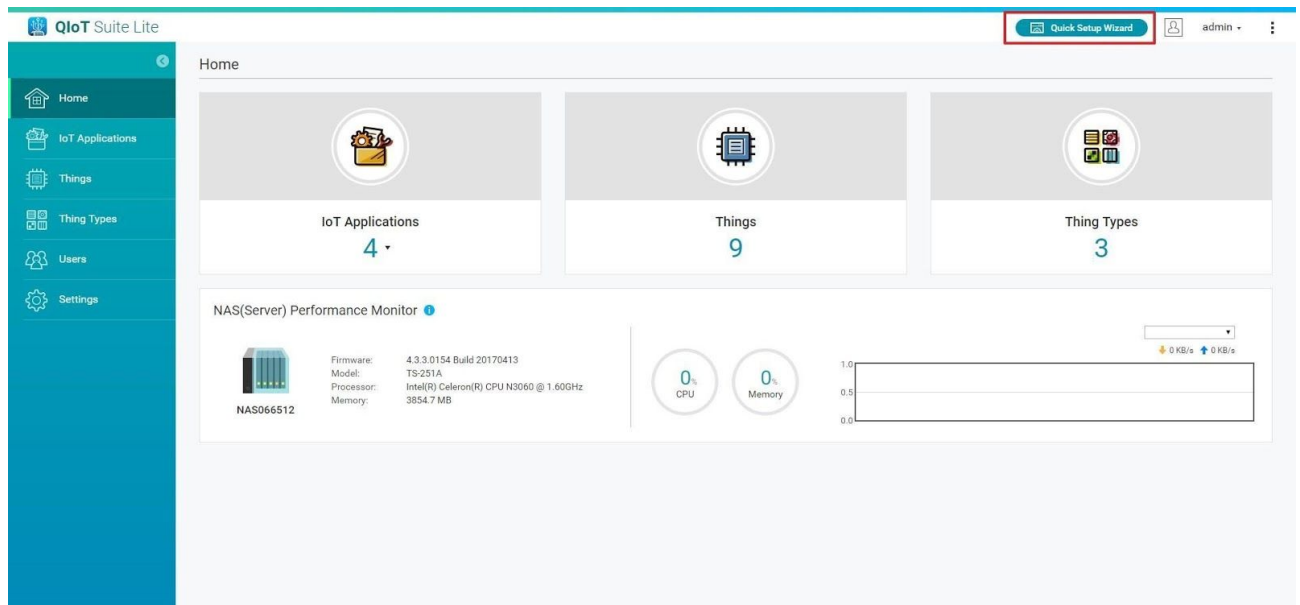 QIoT Suite Lite
Quick Setup Wizard
admin
Home
Home
IoT Applications
Things
Thing Types
Users
Settings
IoT Applications
4
Things
9
Thing Types
3
NAS(Server) Performance Monitor
NAS066512
Firmware: 4.3.3.0154 Build 20170413
Model: TS-251A
Processor: Intel(R) Celeron(R) CPU N3060 @ 1.60GHz
Memory: 3854.7 MB
0%
CPU
0%
Memory
0 KB/s 0 KB/s
1.0
0.5
0.0